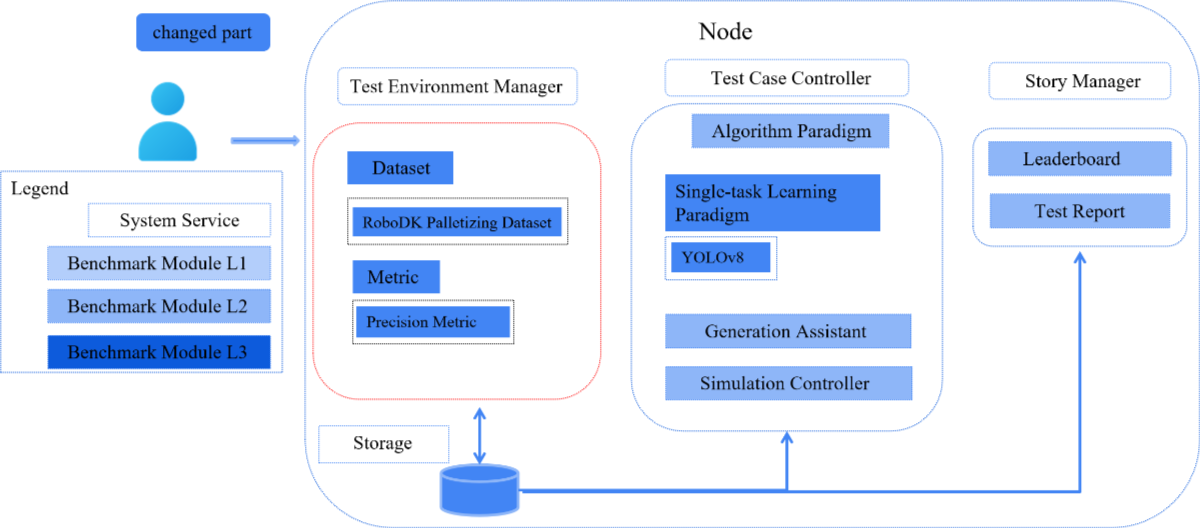 changed part
Node
Test Environment Manager
Test Case Controller
Story Manager
Algorithm Paradigm
Dataset
Leaderboard
Legend
Single-task Learning
Paradigm
System Service
RoboDK Palletizing Dataset
Test Report
YOLOv8
Benchmark Module L1
Metric
Benchmark Module L2
Precision Metric
Generation Assistant
Benchmark Module L3
Simulation Controller
Storage